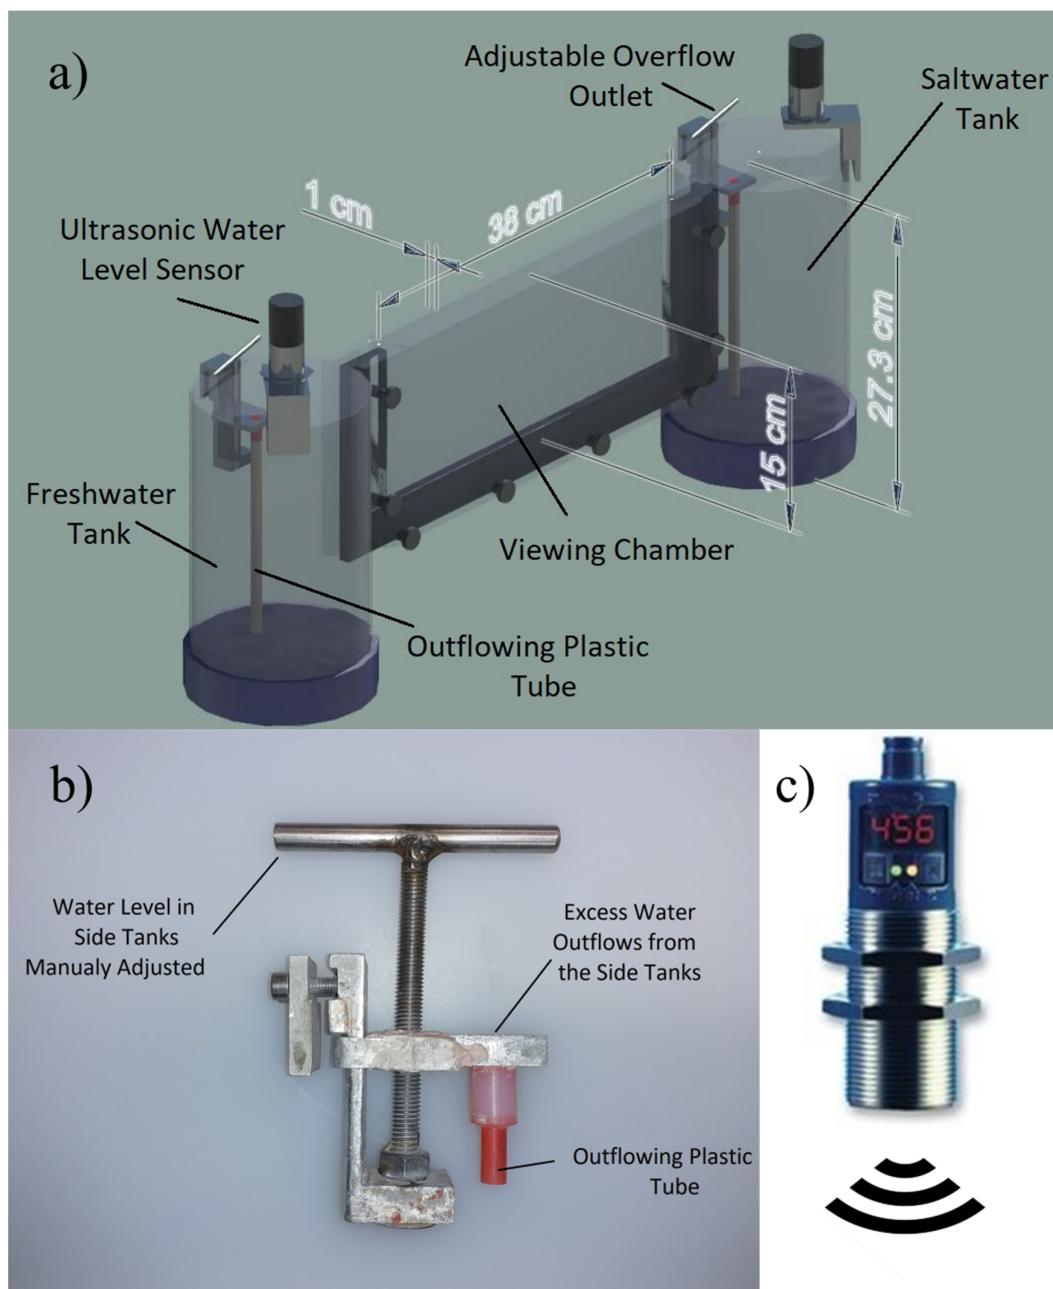 a)
Adjustable Overflow
Outlet
Saltwater
Tank
1 cm
38 cm
Ultrasonic Water
Level Sensor
27.3 cm
15 cm
Freshwater
Tank
Viewing Chamber
Outflowing Plastic
Tube
b)
Water Level in
Side Tanks
Manualy Adjusted
Excess Water
Outflows from
the Side Tanks
Outflowing Plastic
Tube
c)
456